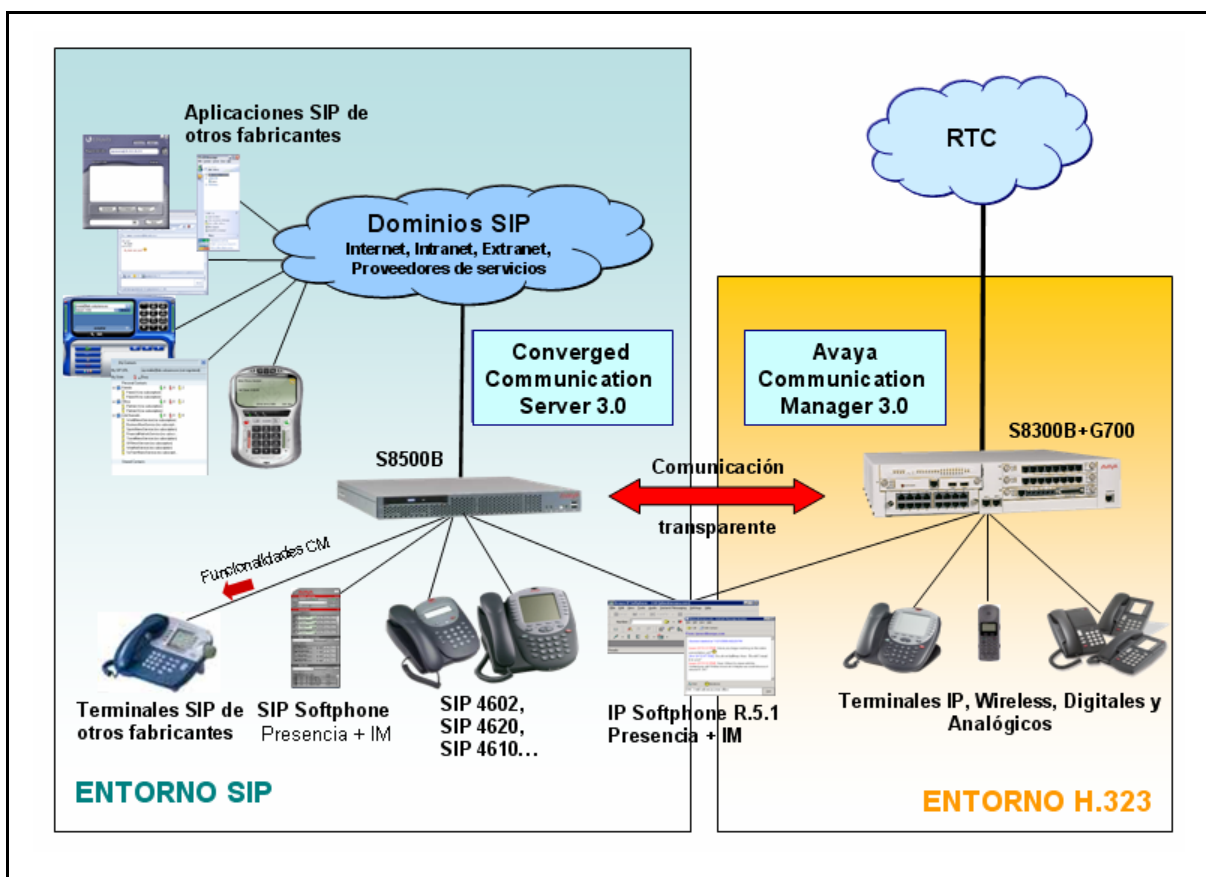 Aplicaciones SIP de
otros fabricantes
RTC
Dominios SIP
Internet, Intranet, Extranet,
Proveedores de servicios
Converged
Communication
Server 3.0
Avaya
Communication
Manager 3.0
S8500B
S8300B+G700
Comunicación
transparente
Funcionalidades CM
Terminales SIP de
otros fabricantes
SIP Softphone
Presencia + IM
SIP 4602,
SIP 4620,
SIP 4610…
IP Softphone R.5.1
Presencia + IM
Terminales IP, Wireless, Digitales y
Analógicos
ENTORNO SIP
ENTORNO H.323